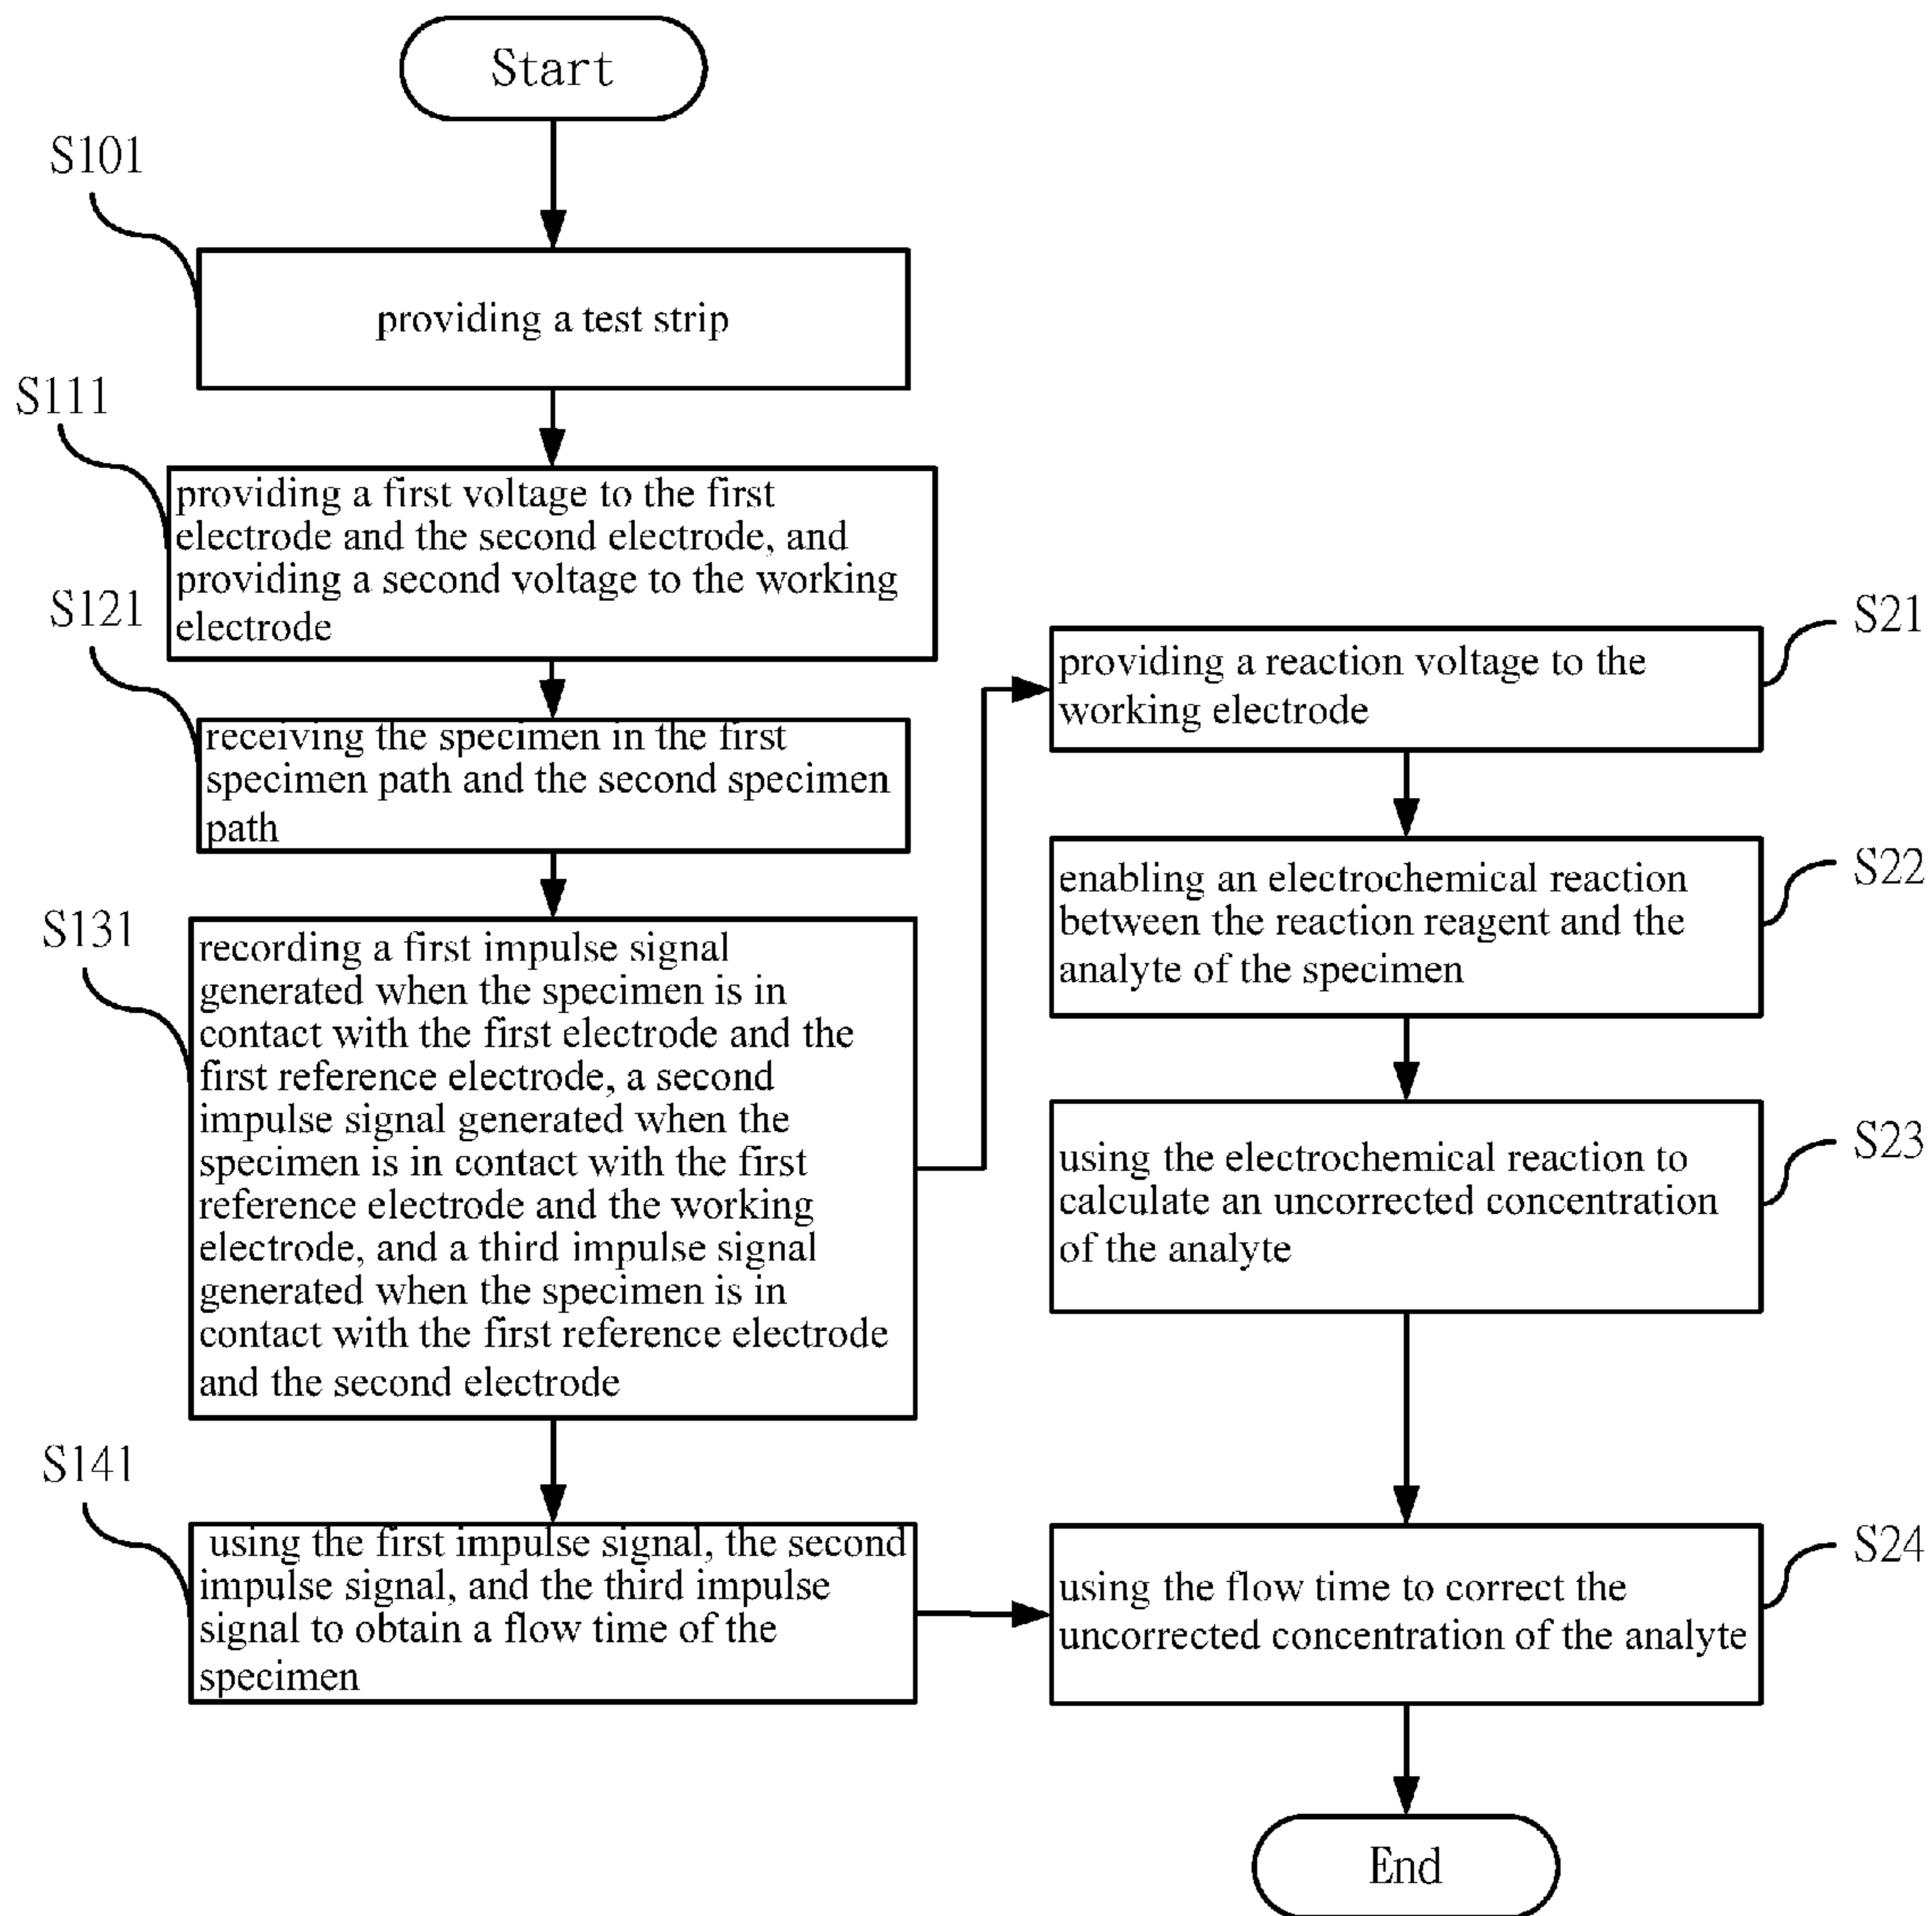 Start
S101
providing a test strip
S111
providing a first voltage to the first
electrode and the second electrode, and
providing a second voltage to the working
electrode
S121
receiving the specimen in the first
specimen path and the second specimen
path
S131
recording a first impulse signal
generated when the specimen is in
contact with the first electrode and the
first reference electrode, a second
impulse signal generated when the
specimen is in contact with the first
reference electrode and the working
electrode, and a third impulse signal
generated when the specimen is in
contact with the first reference electrode
and the second electrode
S141
using the first impulse signal, the second
impulse signal, and the third impulse
signal to obtain a flow time of the
specimen
S21
providing a reaction voltage to the
working electrode
S22
enabling an electrochemical reaction
between the reaction reagent and the
analyte of the specimen
S23
using the electrochemical reaction to
calculate an uncorrected concentration
of the analyte
S24
using the flow time to correct the
uncorrected concentration of the analyte
End